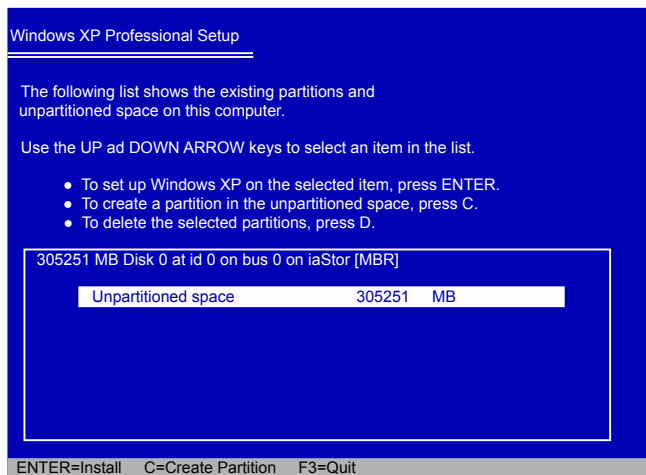 Windows XP Professional Setup
The following list shows the existing partitions and
unpartitioned space on this computer.
Use the UP ad DOWN ARROW keys to select an item in the list.
● To set up Windows XP on the selected item, press ENTER.
● To create a partition in the unpartitioned space, press C.
● To delete the selected partitions, press D.
305251 MB Disk 0 at id 0 on bus 0 on iaStor [MBR]
Unpartitioned space 305251 MB
ENTER=Install C=Create Partition F3=Quit